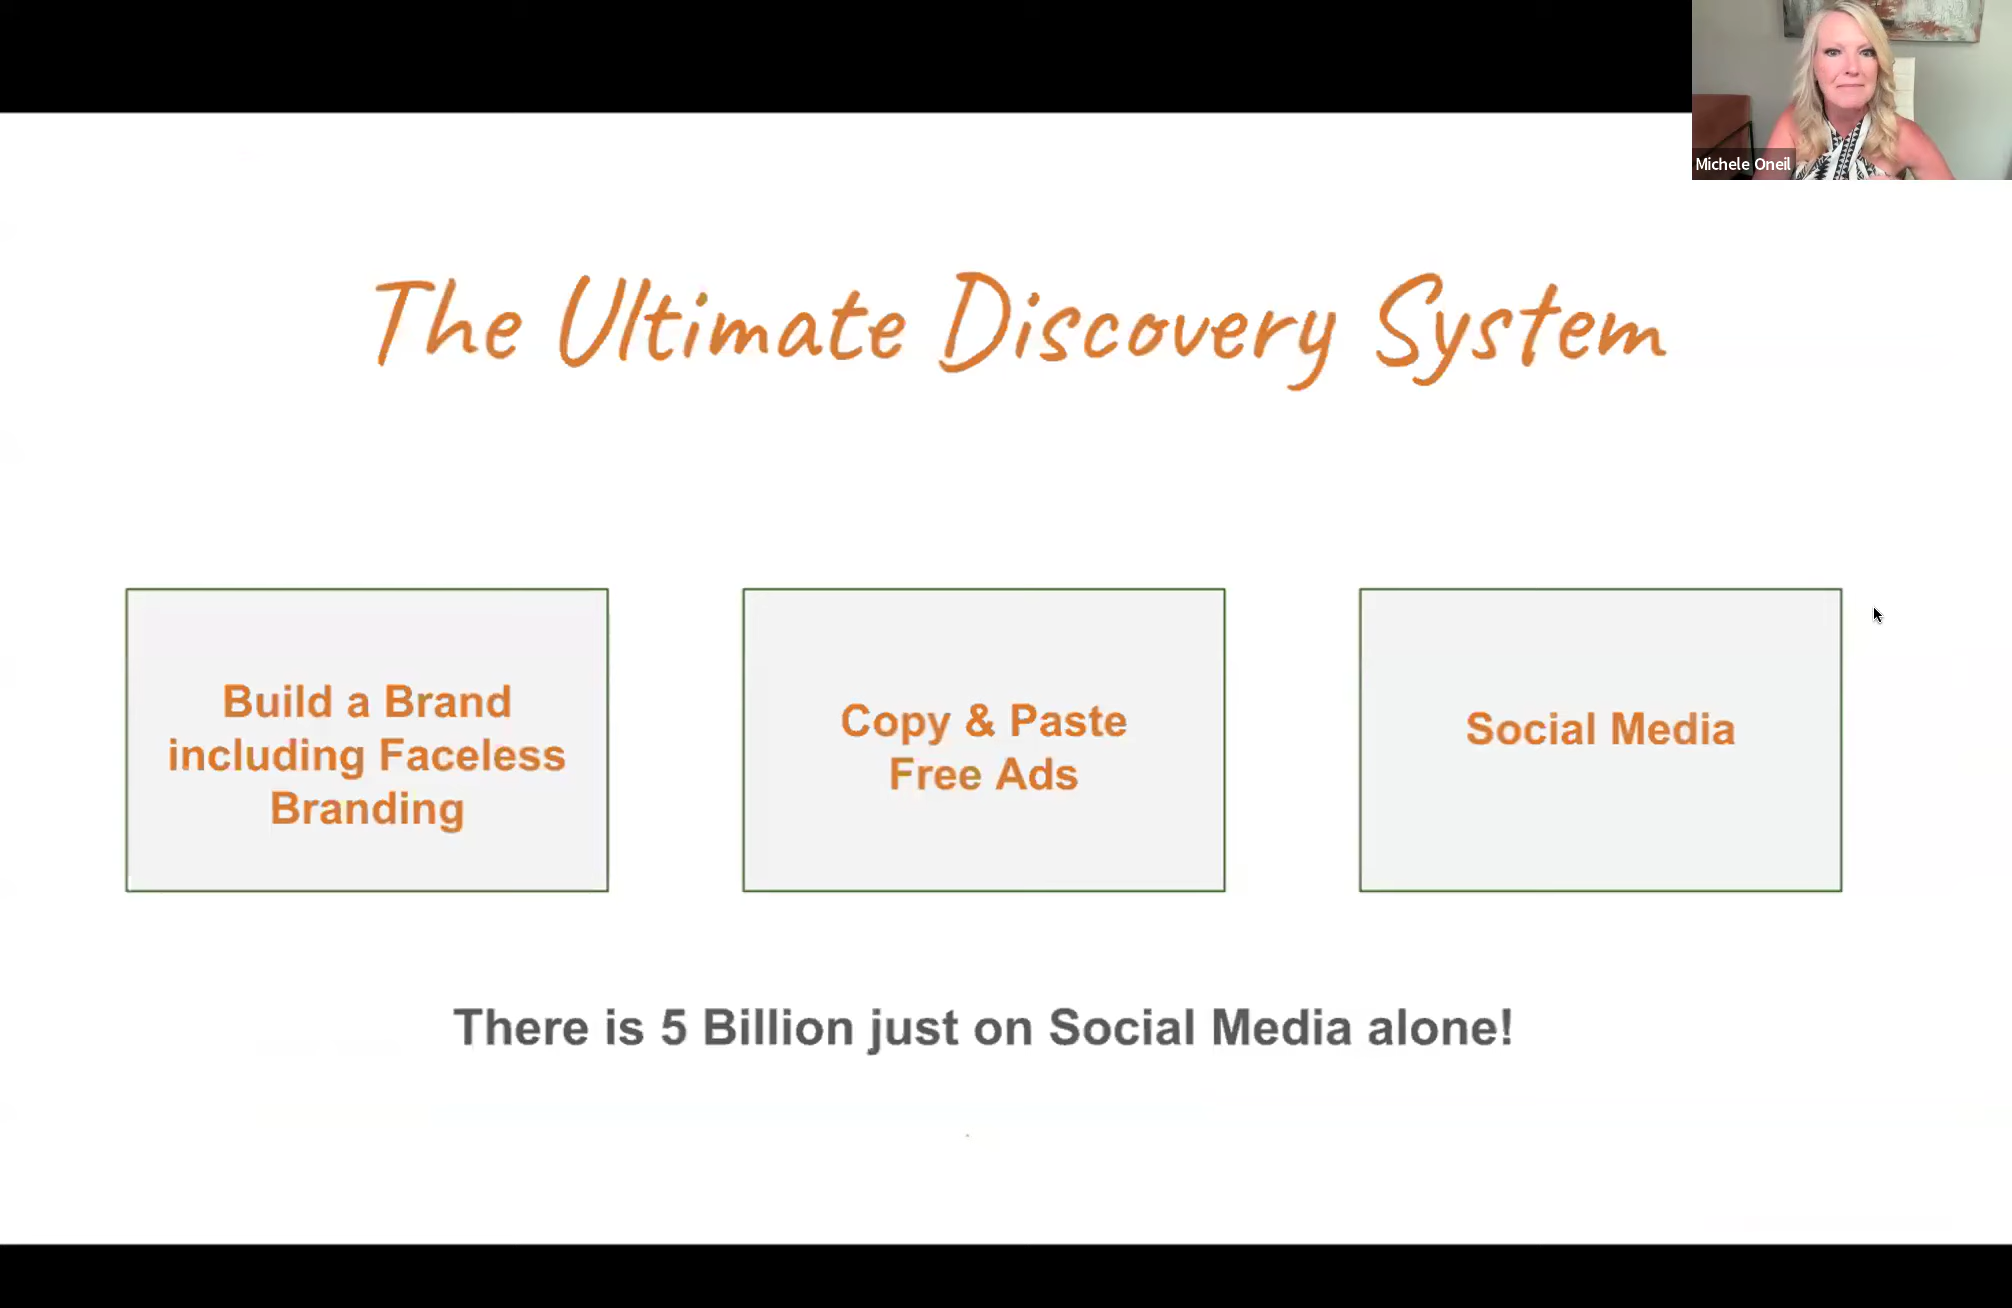 Michele Oneil
The Ultimate Discovery System
Build a Brand
including Faceless
Branding
Copy & Paste
Free Ads
Social Media
There is 5 Billion just on Social Media alone!